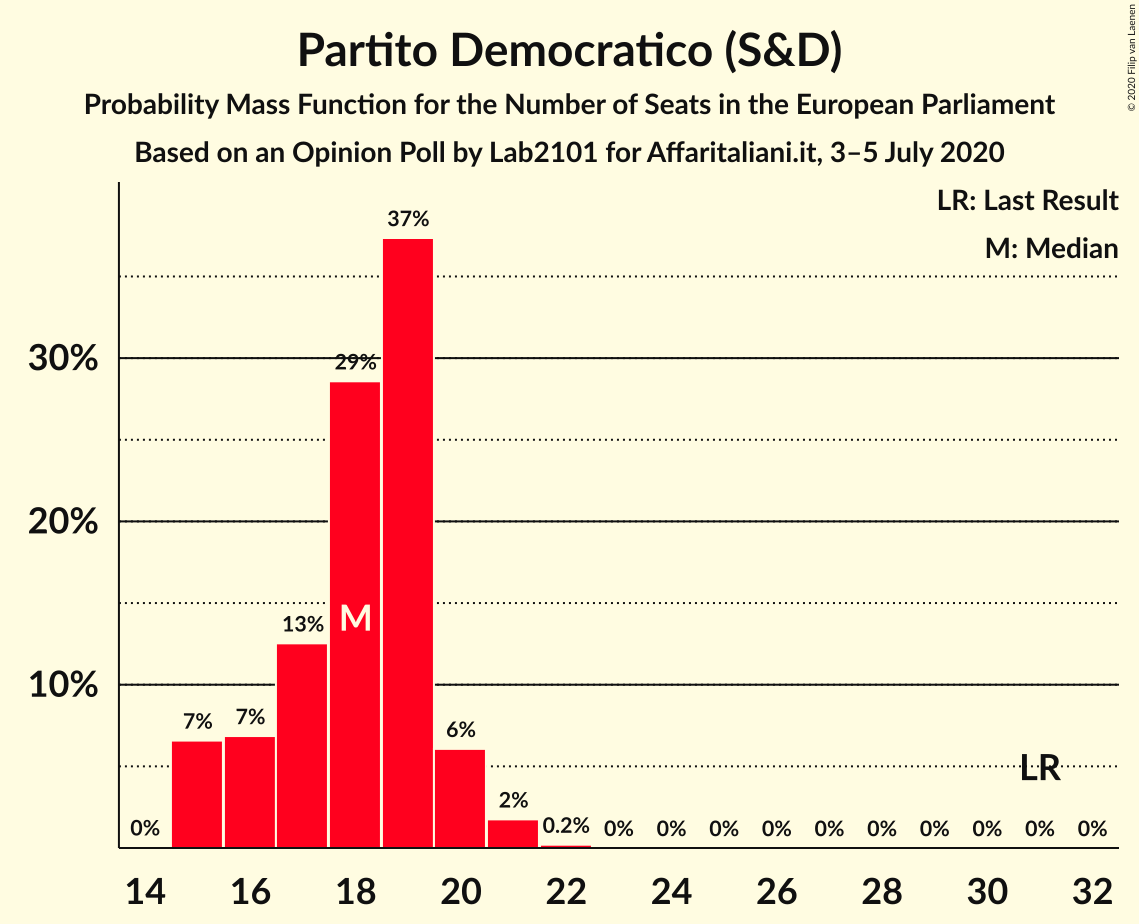 Partito Democratico (S&D)
Probability Mass Function for the Number of Seats in the European Parliament
Based on an Opinion Poll by Lab2101 for Affaritaliani.it, 3–5 July 2020
© 2020 Filip van Laenen
LR: Last Result
M: Median
30%
20%
10%
0%
7%
7%
13%
29%
M
37%
6%
2%
0.2%
0%
0%
0%
0%
0%
0%
0%
0%
LR
0%
0%
14 16 18 20 22 24 26 28 30 32